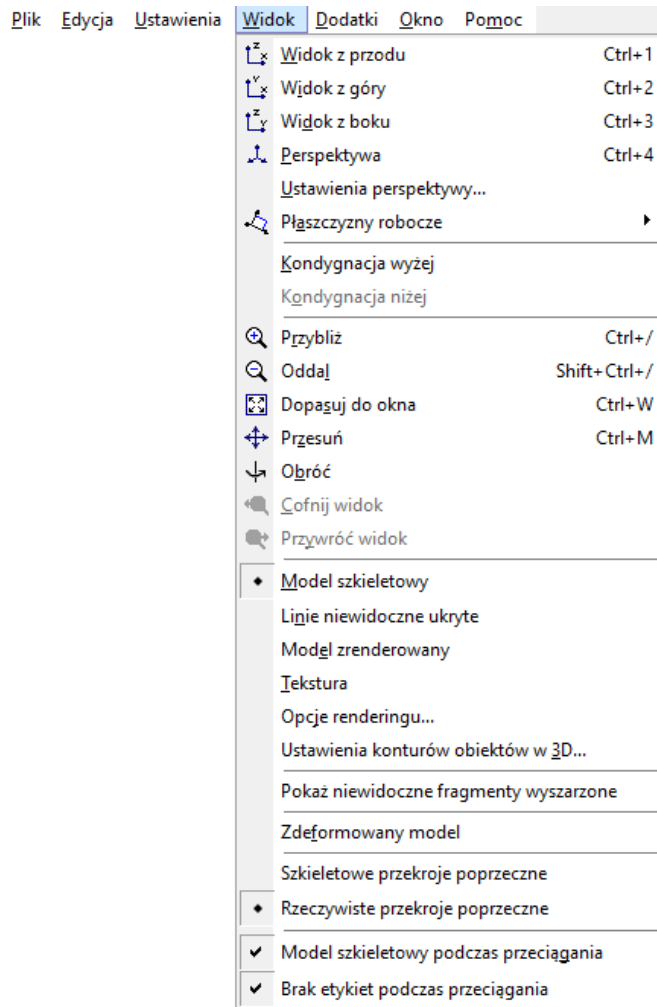 Plik Edycja Ustawienia Widok Dodatki Okno Pomoc
Widok z przodu Ctrl+1
Widok z góry Ctrl+2
Widok z boku Ctrl+3
Perspektywa Ctrl+4
Ustawienia perspektywy...
Płaszczyzny robocze
Kondygnacja wyżej
Kondygnacja niżej
Przybliż Ctrl+/
Oddal Shift+Ctrl+/
Dopasuj do okna Ctrl+W
Przesuń Ctrl+M
Obróć
Cofnij widok
Przywróć widok
Model szkieletowy
Linie niewidoczne ukryte
Model zrenderowany
Tekstura
Opcje renderingu...
Ustawienia konturów obiektów w 3D...
Pokaż niewidoczne fragmenty wyszarzone
Zdeformowany model
Szkieletowe przekroje poprzeczne
Rzeczywiste przekroje poprzeczne
Model szkieletowy podczas przeciągania
Brak etykiet podczas przeciągania